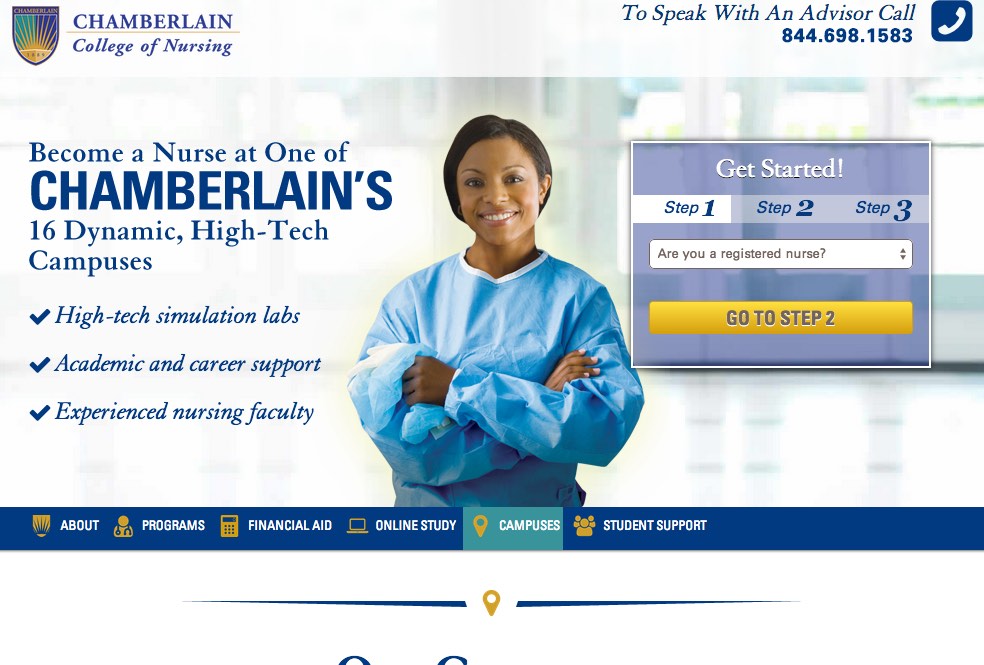 CHAMBERLAIN
CHAMBERLAIN
College of Nursing
To Speak With An Advisor Call
844.698.1583
Become a Nurse at One of
CHAMBERLAIN'S
16 Dynamic, High-Tech
Campuses
High-tech simulation labs
Academic and career support
Experienced nursing faculty
Get Started!
Step 1 Step 2 Step 3
Are you a registered nurse?
GO TO STEP 2
ABOUT PROGRAMS FINANCIAL AID ONLINE STUDY CAMPUSES STUDENT SUPPORT